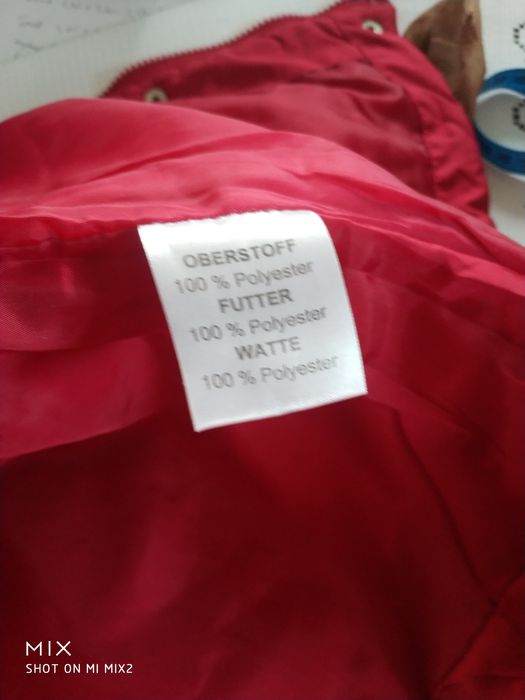 OBERSTOFF
100 % Polyester
FUTTER
100 % Polyester
WATTE
100 % Polyester
MIX
SHOT ON MI MIX2